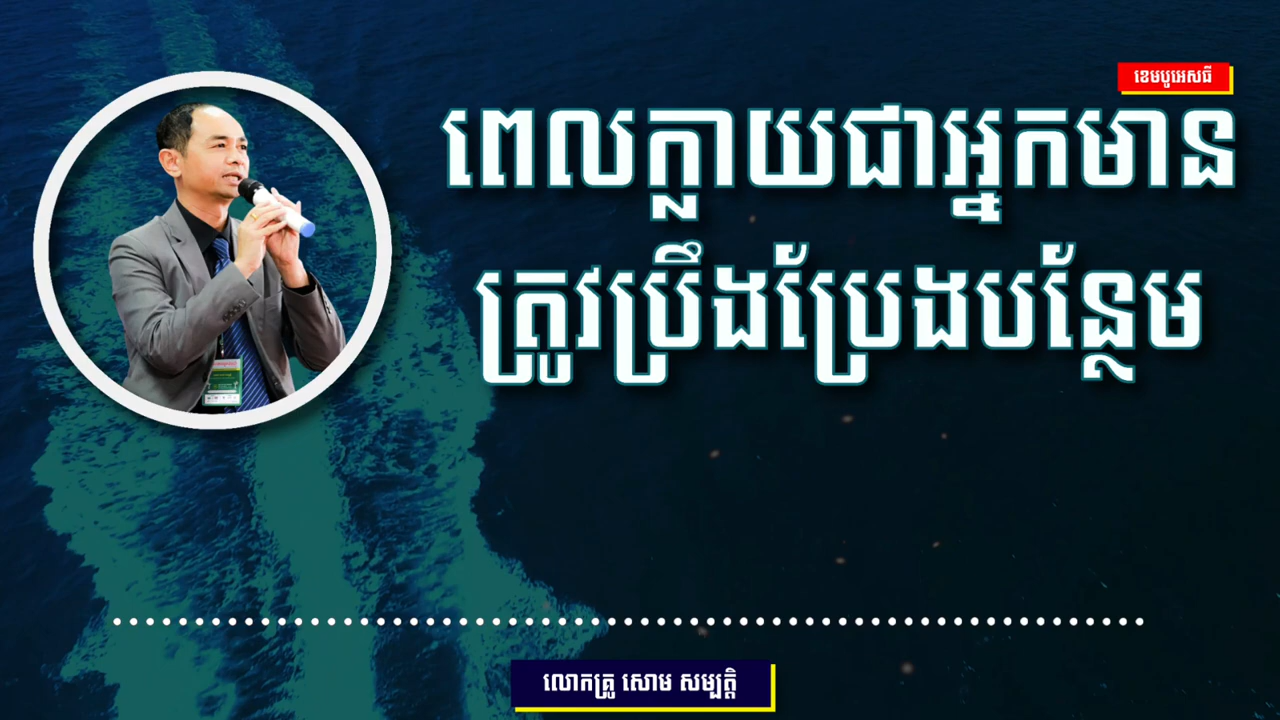 ខេមបូអេសធី
ពេលក្លាយជាអ្នកមាន
ត្រូវប្រឹងប្រែងបន្ថែម
លោកគ្រូ សោម សម្បត្តិ